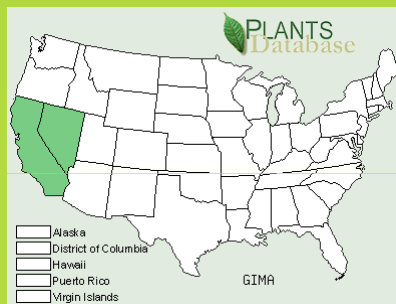 PLANTS
Database
Alaska
District of Columbia
Hawaii
Puerto Rico
Virgin Islands
GIMA